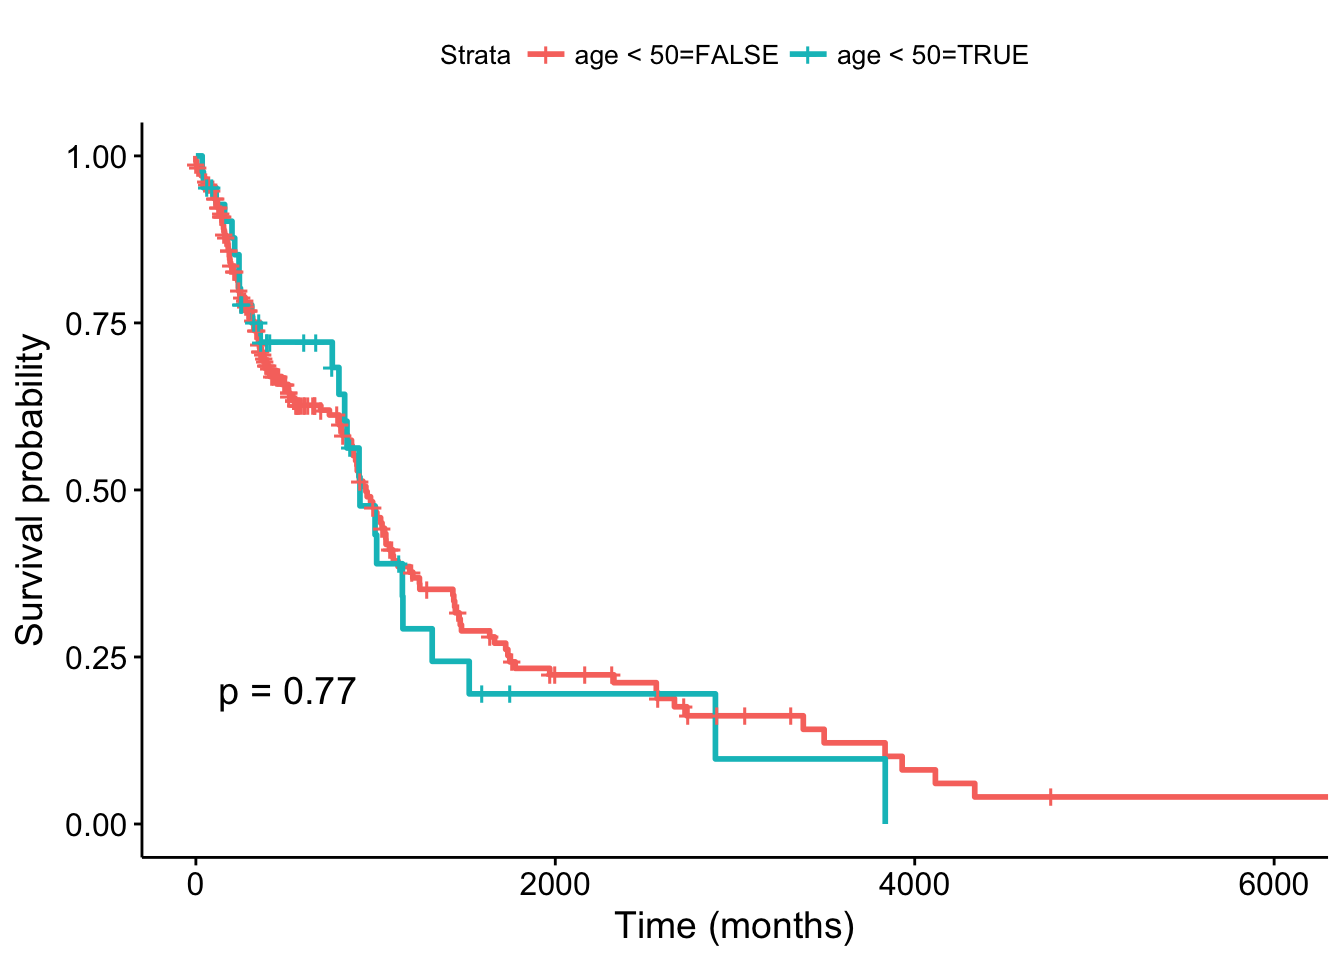 Strata age < 50=FALSE age < 50=TRUE
Survival probability
1.00
0.75
0.50
0.25
0.00
p = 0.77
0 2000 4000 6000
Time (months)